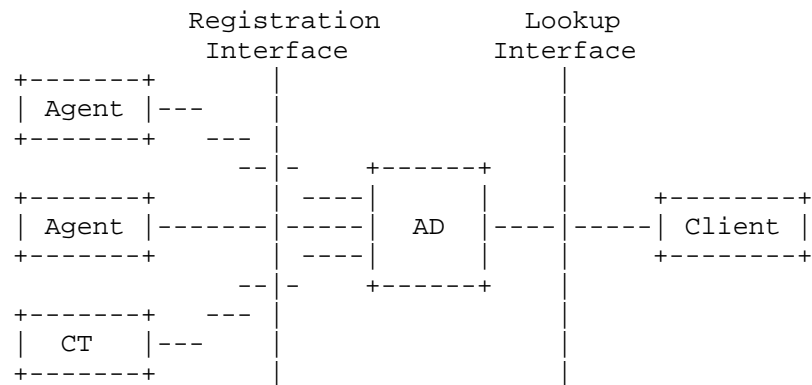 Registration Lookup
Interface Interface
Agent
Agent AD Client
CT